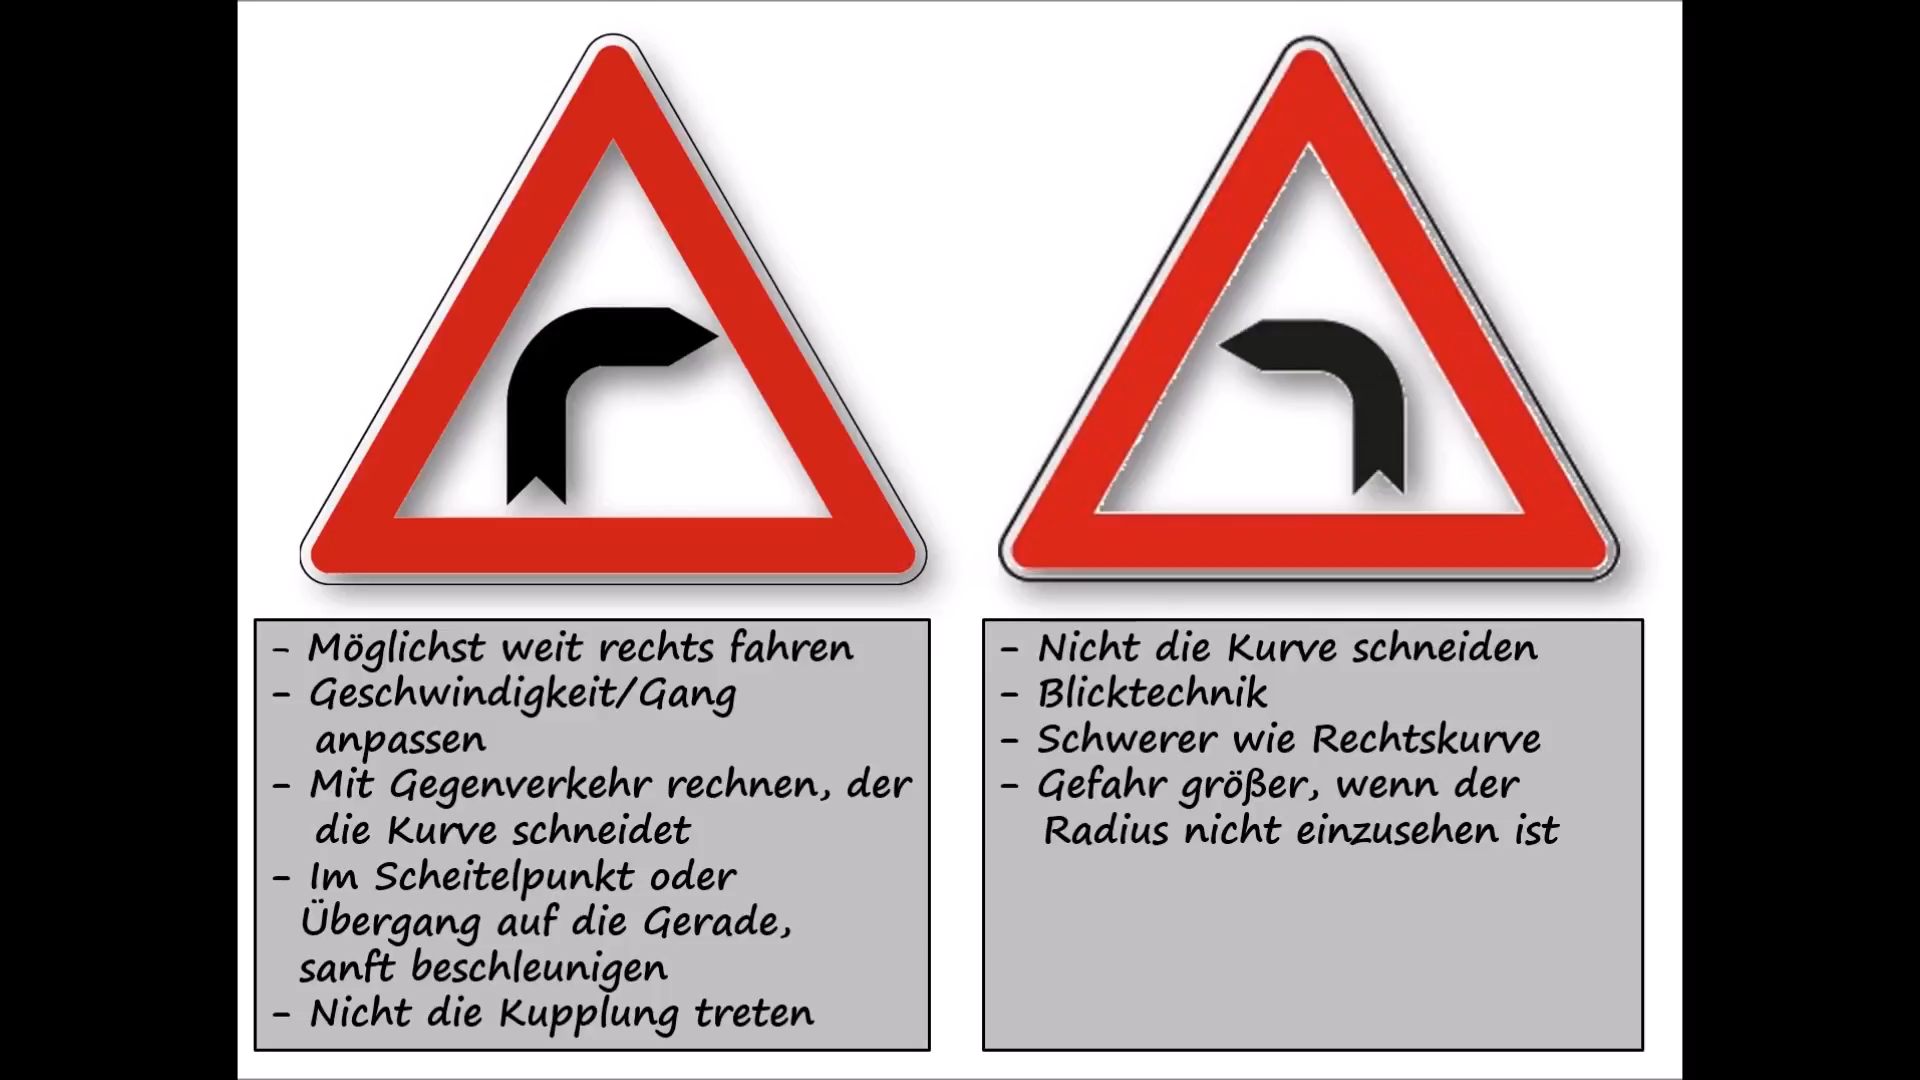 - Möglichst weit rechts fahren
- Geschwindigkeit/Gang
anpassen
- Mit Gegenverkehr rechnen, der
die Kurve schneidet
- Im Scheitelpunkt oder
Übergang auf die Gerade,
sanft beschleunigen
- Nicht die Kupplung treten
- Nicht die Kurve schneiden
- Blicktechnik
- Schwerer wie Rechtskurve
- Gefahr größer, wenn der
Radius nicht einzusehen ist